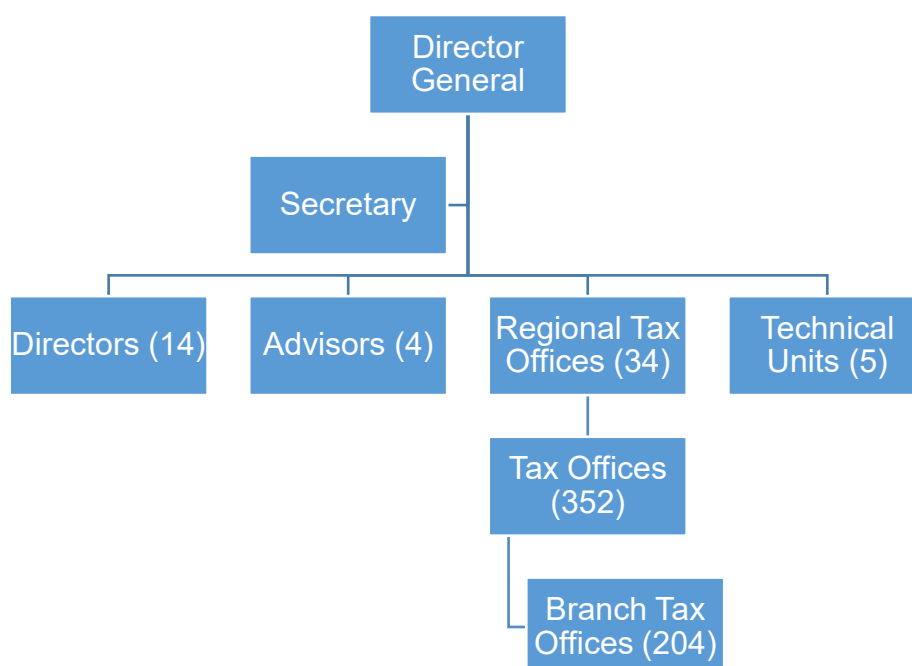 Director
General
Secretary
Directors (14)
Advisors (4)
Regional Tax
Offices (34)
Technical
Units (5)
Tax Offices
(352)
Branch Tax
Offices (204)